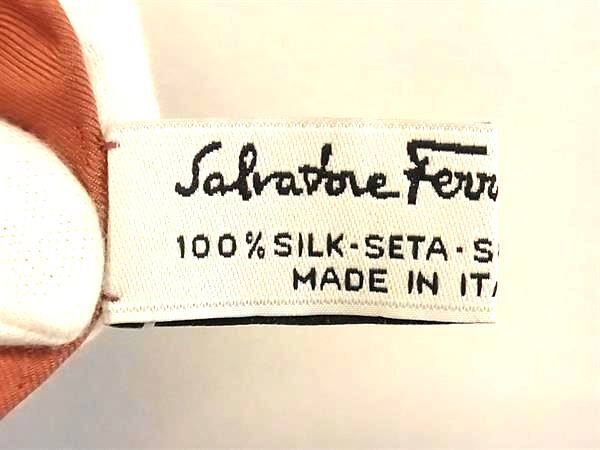 Salvatore Ferr
100% SILK-SETA-S
MADE IN ITA